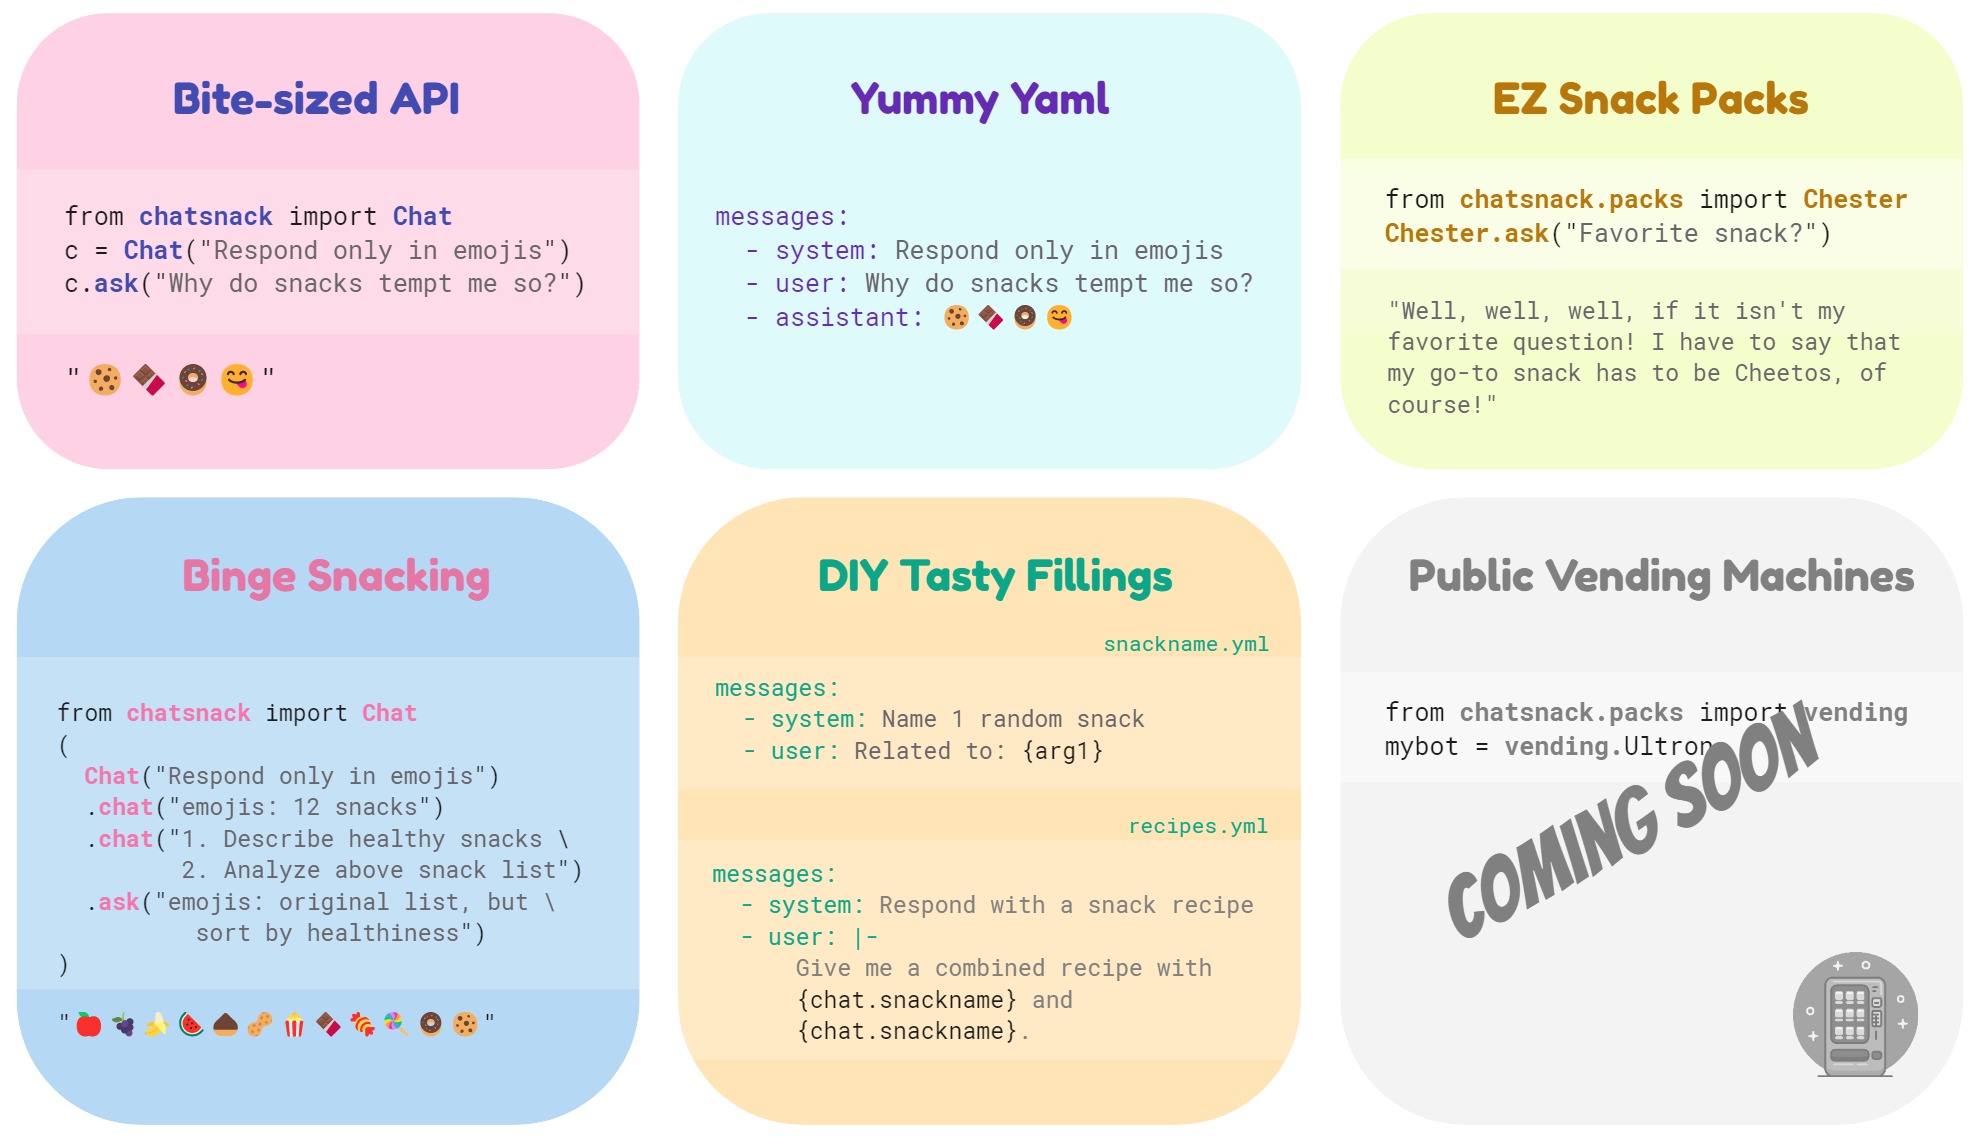 Bite-sized API
from chatsnack import Chat
c = Chat("Respond only in emojis")
c.ask("Why do snacks tempt me so?")
"🍪🍫🍩😋"
Yummy Yaml
messages:
  - system: Respond only in emojis
  - user: Why do snacks tempt me so?
  - assistant: 🍪🍫🍩😋
EZ Snack Packs
from chatsnack.packs import Chester
Chester.ask("Favorite snack?")
"Well, well, well, if it isn't my
favorite question! I have to say that
my go-to snack has to be Cheetos, of
course!"
Binge Snacking
from chatsnack import Chat
(
  Chat("Respond only in emojis")
  .chat("emojis: 12 snacks")
  .chat("1. Describe healthy snacks \
         2. Analyze above snack list")
  .ask("emojis: original list, but \
          sort by healthiness")
)
"🍎🍇🍌🍉🌰🥜🍿🍫🍢🍭🍩🍪"
DIY Tasty Fillings
snackname.yml
messages:
  - system: Name 1 random snack
  - user: Related to: {arg1}
recipes.yml
messages:
  - system: Respond with a snack recipe
  - user: |-
      Give me a combined recipe with
      {chat.snackname} and
      {chat.snackname}.
Public Vending Machines
from chatsnack.packs import vending
mybot = vending.Ultron
COMING SOON